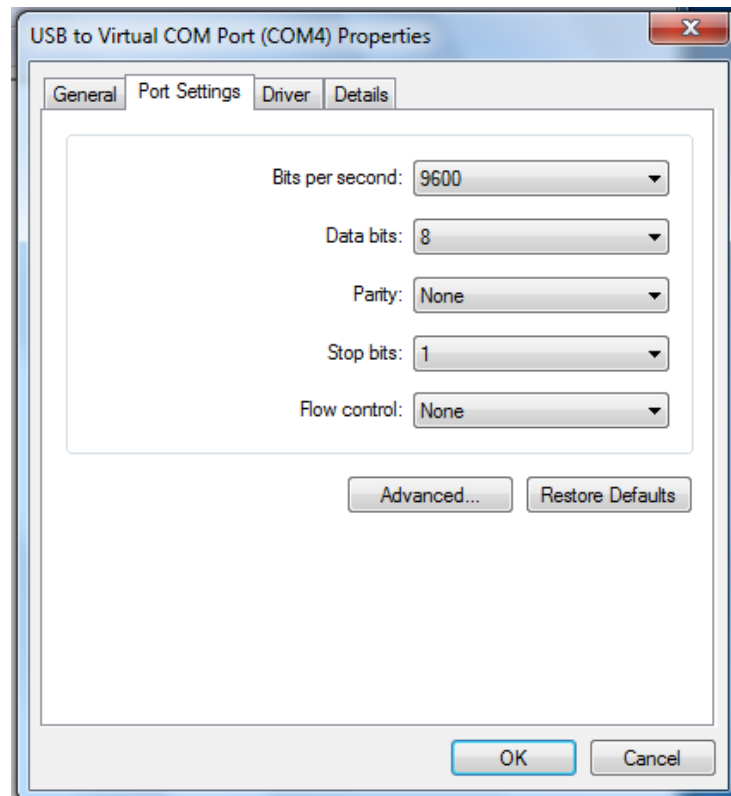 USB to Virtual COM Port (COM4) Properties
General Port Settings Driver Details
Bits per second: 9600
Data bits: 8
Parity: None
Stop bits: 1
Flow control: None
Advanced... Restore Defaults
OK Cancel